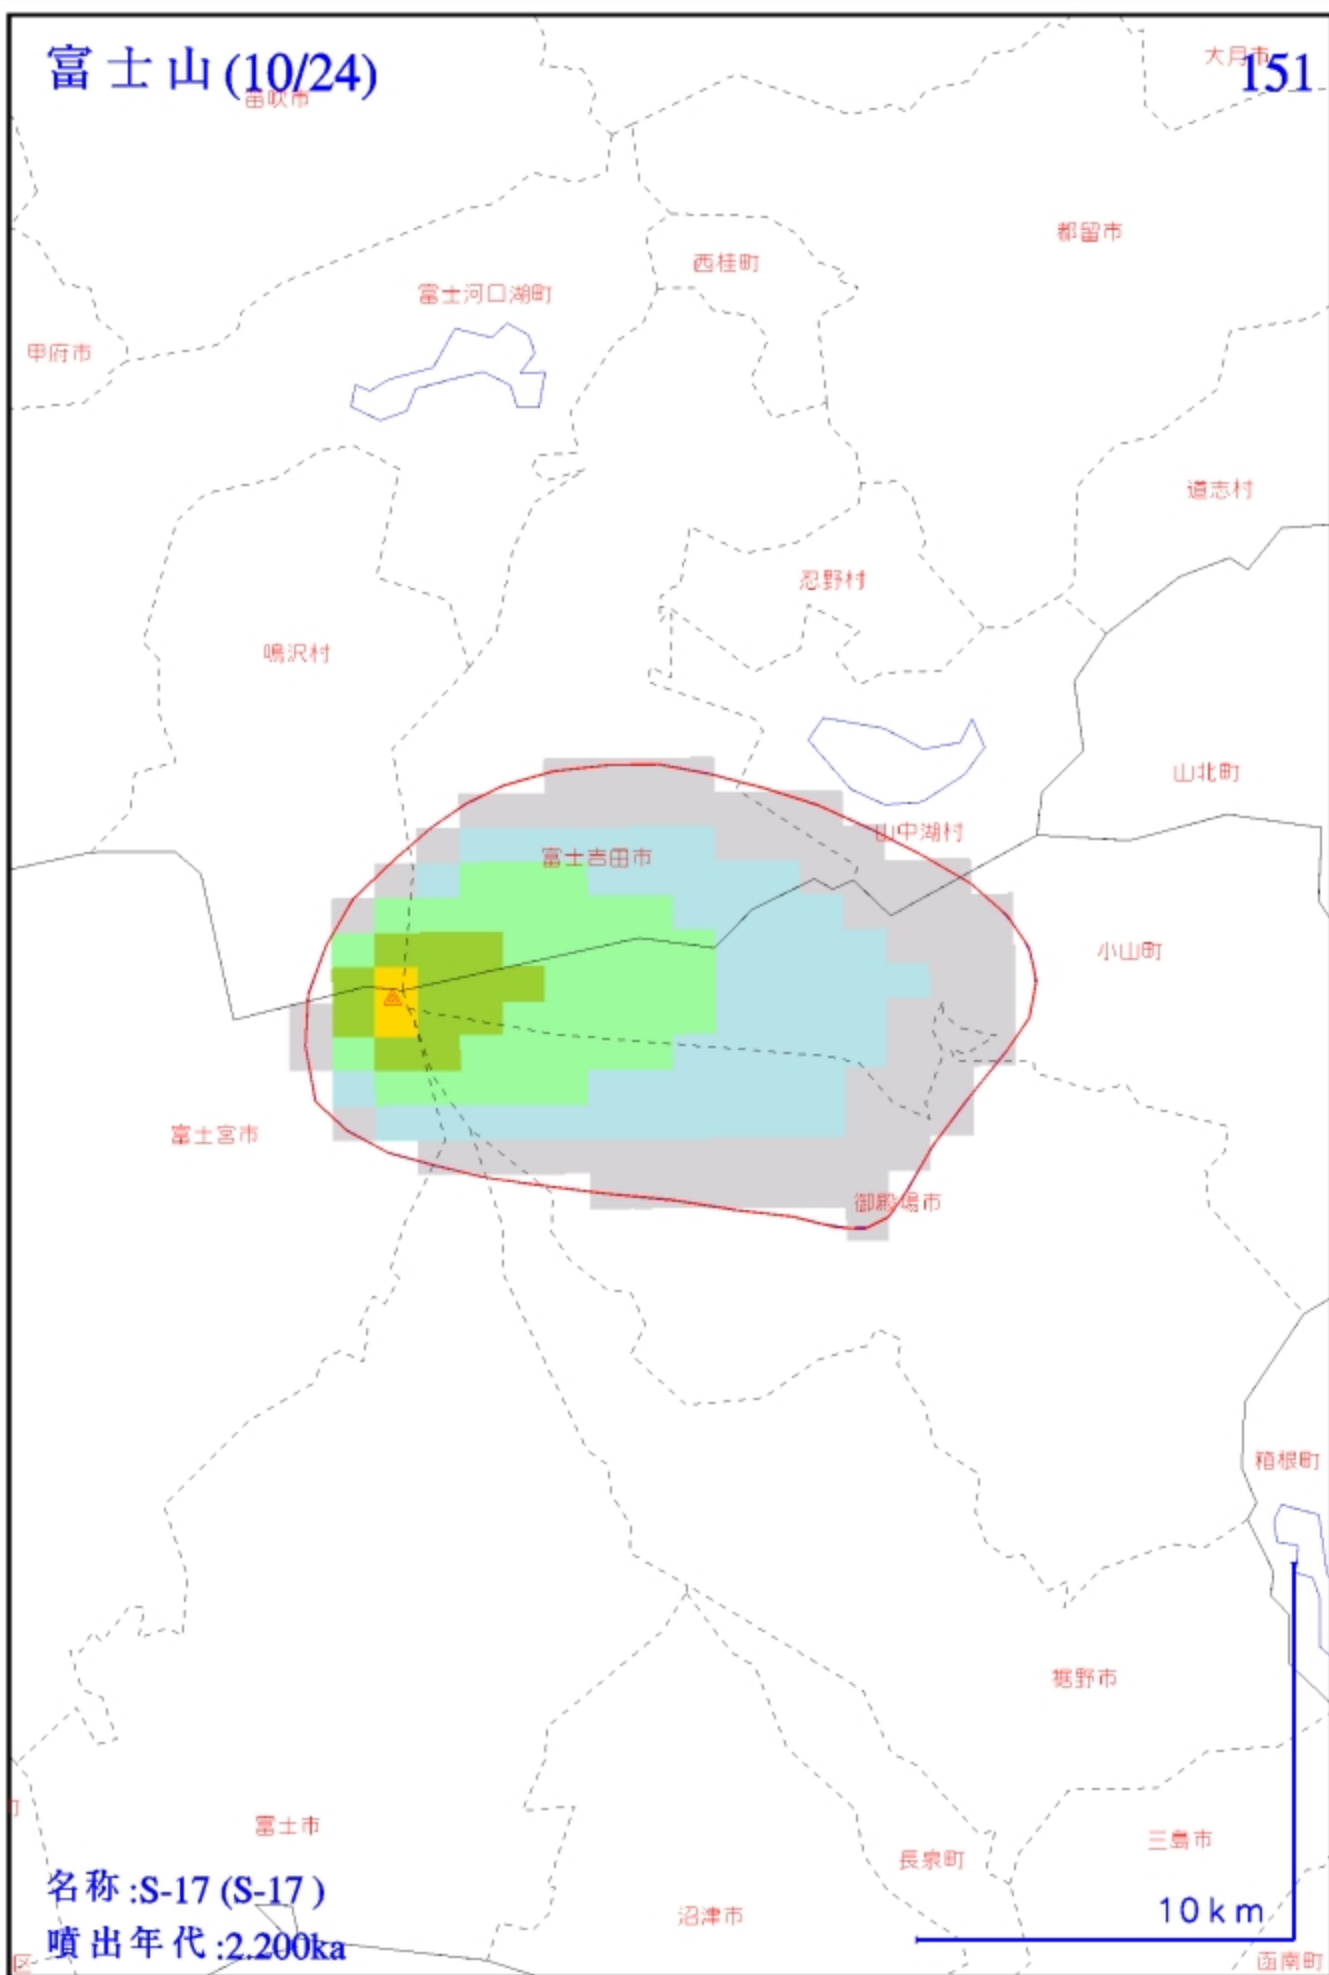 富士山(10/24)
151
大月市
笛吹市
都留市
西桂町
富士河口湖町
甲府市
道志村
忍野村
鳴沢村
山北町
山中湖村
富士吉田市
小山町
富士宮市
御殿場市
箱根町
裾野市
富士市
三島市
長泉町
名称:S-17 (S-17 )
10km
沼津市
噴出年代:2.200ka
区
函南町